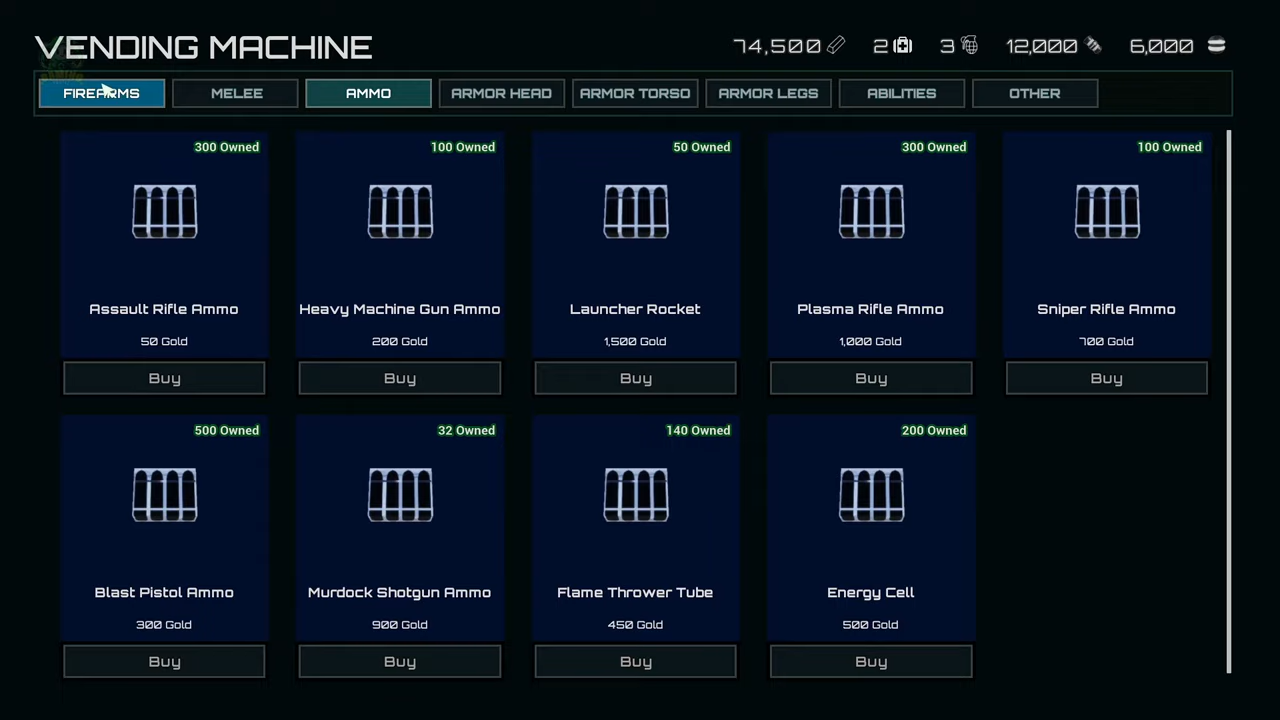 VENDING MACHINE
74,500 2 3 12,000 6,000
FIREARMS MELEE AMMO ARMOR HEAD ARMOR TORSO ARMOR LEGS ABILITIES OTHER
300 Owned 100 Owned 50 Owned 300 Owned 100 Owned
Assault Rifle Ammo Heavy Machine Gun Ammo Launcher Rocket Plasma Rifle Ammo Sniper Rifle Ammo
50 Gold 200 Gold 1,500 Gold 1,000 Gold 700 Gold
Buy Buy Buy Buy Buy
500 Owned 32 Owned 140 Owned 200 Owned
Blast Pistol Ammo Murdock Shotgun Ammo Flame Thrower Tube Energy Cell
300 Gold 900 Gold 450 Gold 500 Gold
Buy Buy Buy Buy